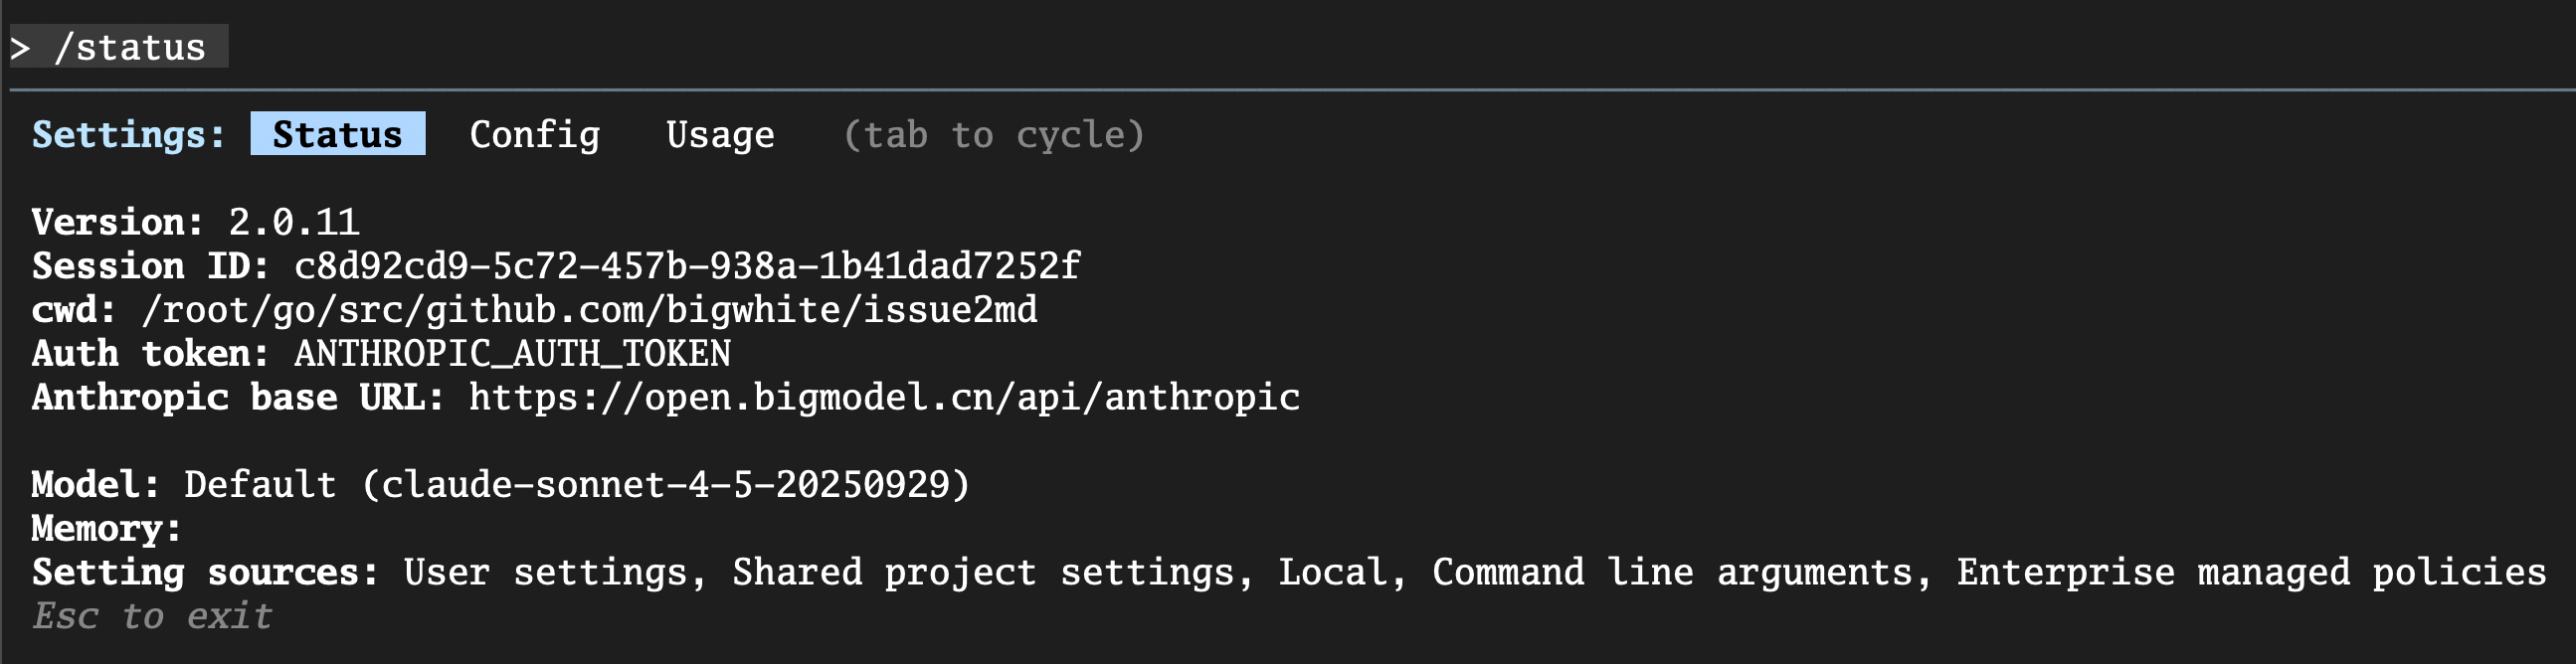 > /status
Settings: Status Config Usage (tab to cycle)
Version: 2.0.11
Session ID: c8d92cd9-5c72-457b-938a-1b41dad7252f
cwd: /root/go/src/github.com/bigwhite/issue2md
Auth token: ANTHROPIC_AUTH_TOKEN
Anthropic base URL: https://open.bigmodel.cn/api/anthropic
Model: Default (claude-sonnet-4-5-20250929)
Memory:
Setting sources: User settings, Shared project settings, Local, Command line arguments, Enterprise managed policies
Esc to exit